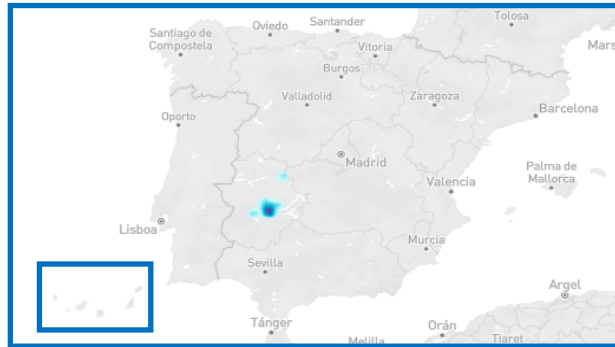 Tolosa
Santander
Oviedo
Santiago de
Compostela
Mars
Vitoria
Burgos
Valladolid
Zaragoza
Barcelona
Oporto
Madrid
Palma de
Mallorca
Valencia
Lisboa
Murcia
Sevilla
Argel
Tánger
Orán
Melilla
Tiaret